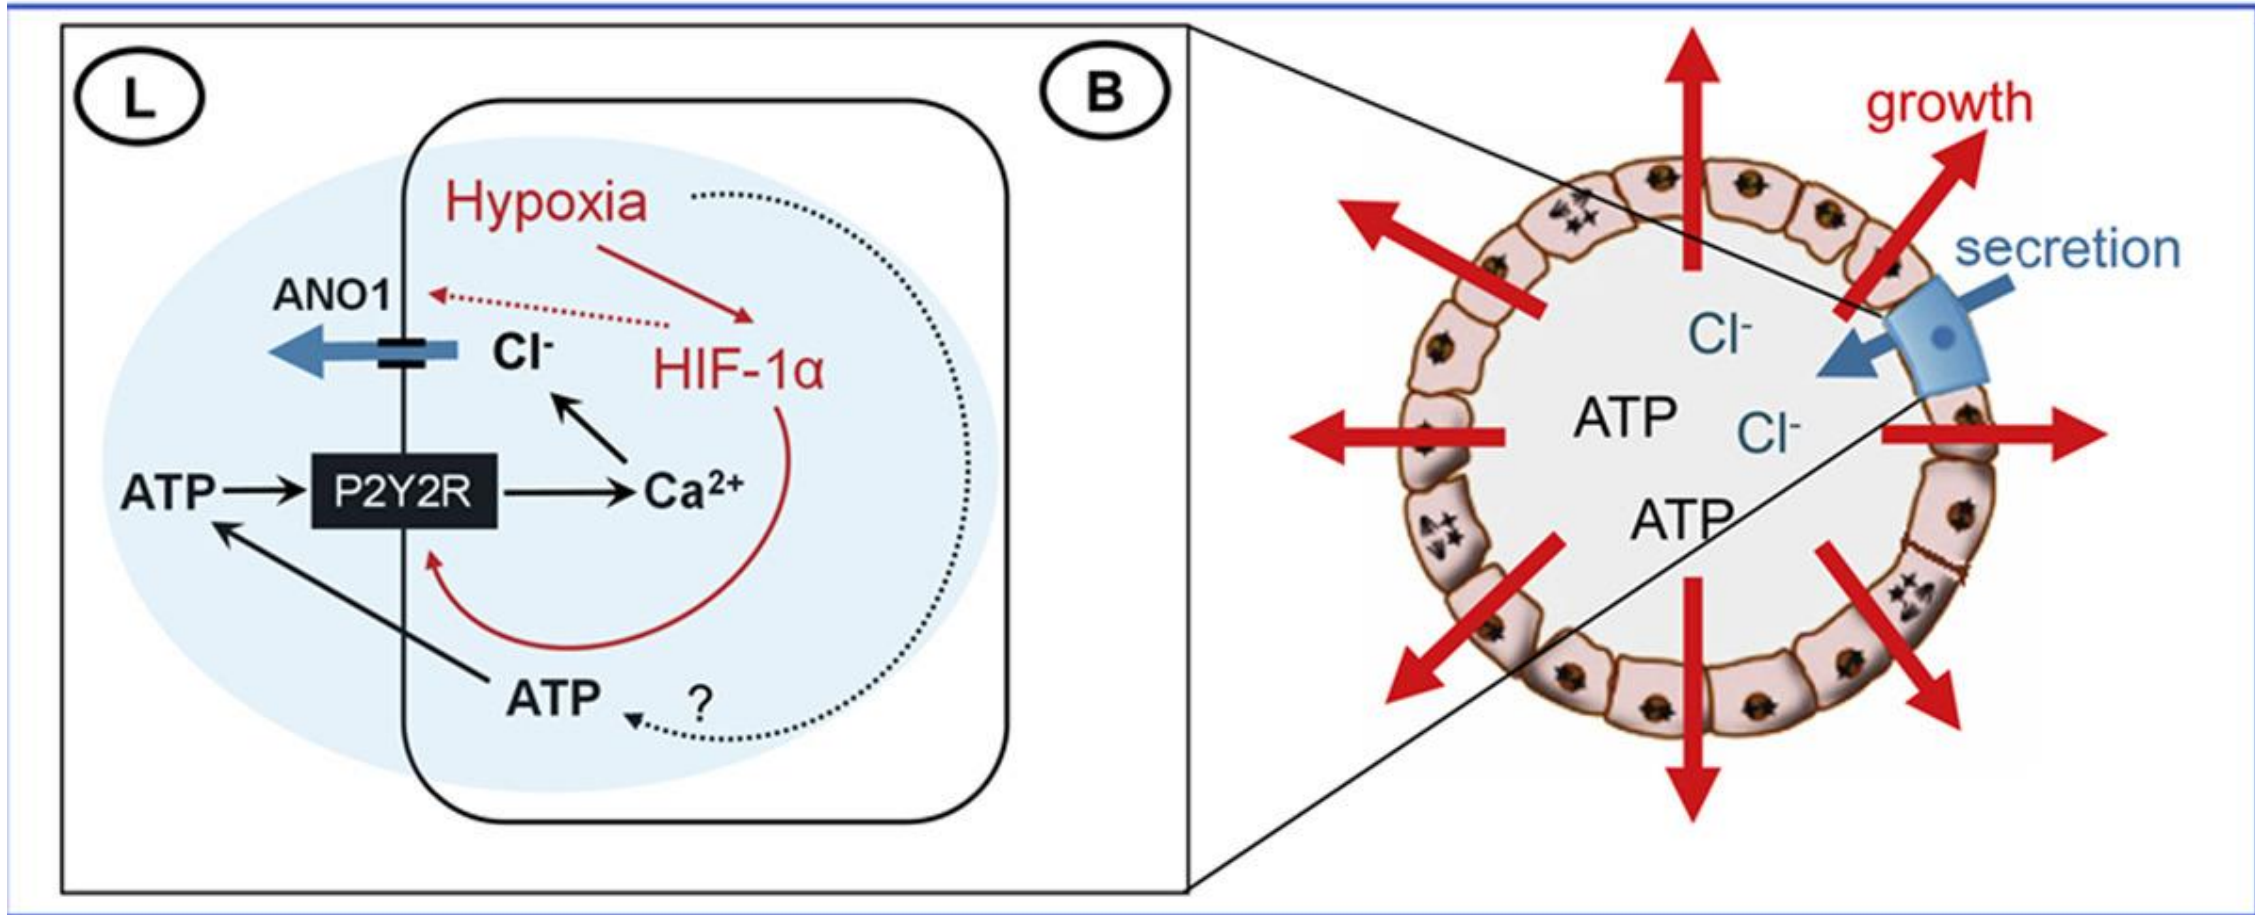 L
B
Hypoxia
ANO1
Cl⁻
HIF-1α
ATP
P2Y2R
Ca²⁺
ATP
?
growth
secretion
Cl⁻
ATP
Cl⁻
ATP